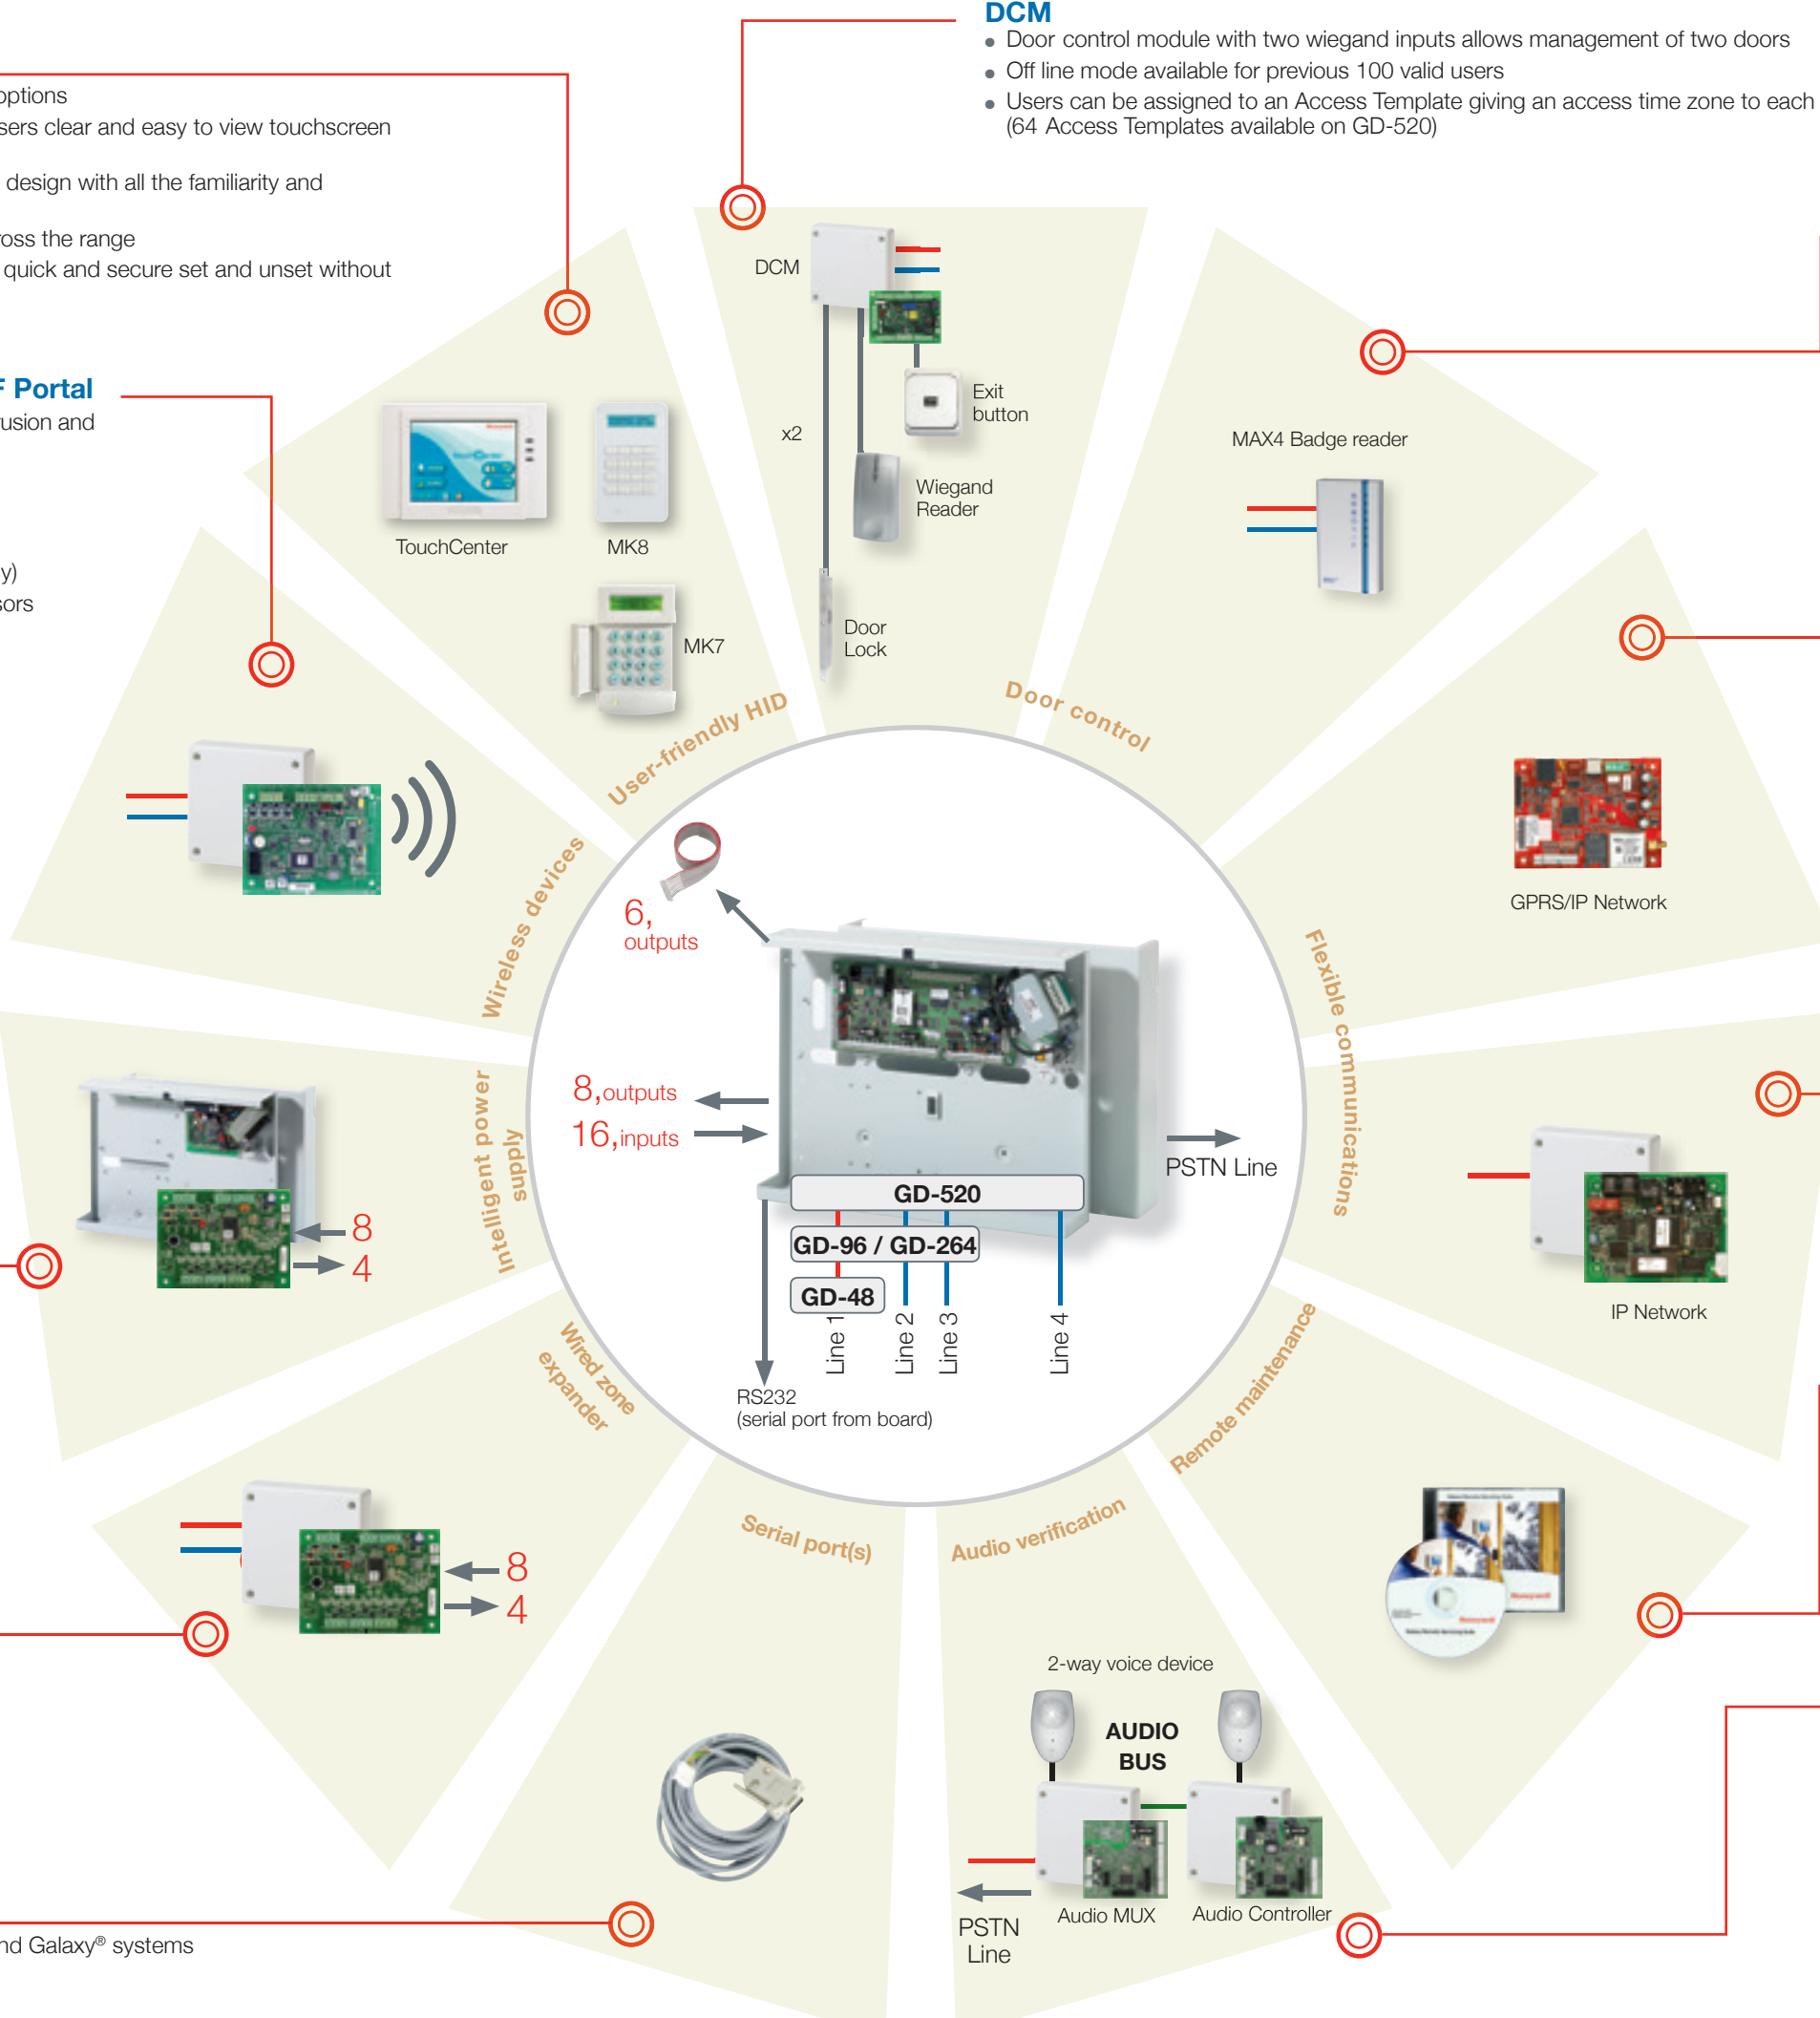 DCM
Door control module with two wiegand inputs allows management of two doors
Off line mode available for previous 100 valid users
Users can be assigned to an Access Template giving an access time zone to each
(64 Access Templates available on GD-520)
options
sers clear and easy to view touchscreen
design with all the familiarity and
ross the range
quick and secure set and unset without
F Portal
usion and
y)
sors
DCM
x2
Exit
button
Wiegand
Reader
Door
Lock
MAX4 Badge reader
TouchCenter
MK8
MK7
User-friendly HID
Door control
Wireless devices
GPRS/IP Network
Flexible communications
6,
outputs
8,outputs
16,inputs
PSTN Line
GD-520
GD-96 / GD-264
GD-48
Line 1
Line 2
Line 3
Line 4
RS232
(serial port from board)
Intelligent power
supply
8
4
IP Network
Wired zone
expander
Remote maintenance
8
4
Serial port(s)
Audio verification
Honeywell
Honeywell
2-way voice device
AUDIO
BUS
Audio MUX
Audio Controller
PSTN
Line
nd Galaxy® systems